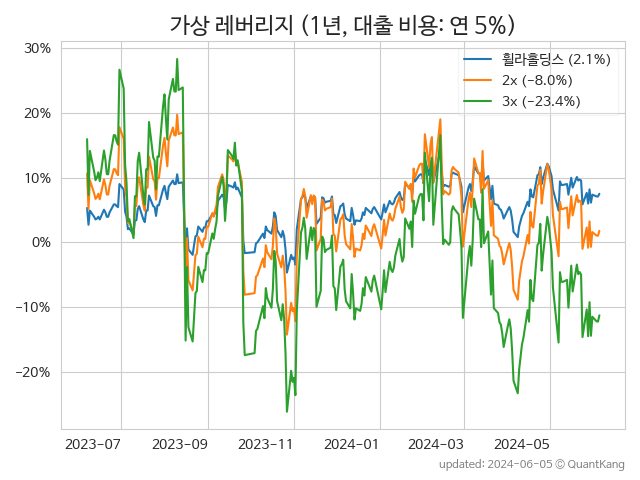 가상 레버리지 (1년, 대출 비용: 연 5%)
30%
20%
10%
0%
−10%
−20%
휠라홀딩스 (2.1%)
2x (−8.0%)
3x (−23.4%)
2023-07 2023-09 2023-11 2024-01 2024-03 2024-05
updated: 2024-06-05 ⓒ QuantKang